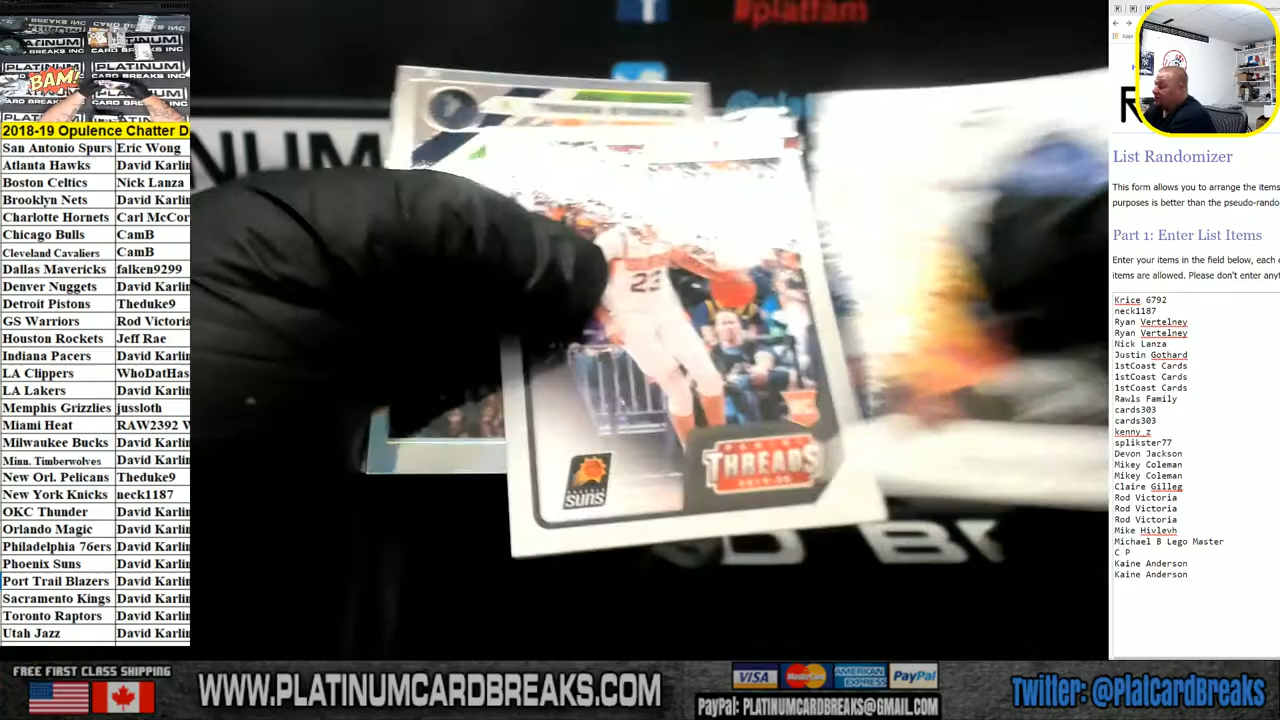 PLATINUM
CARD BREAKS INC
BAM!
2018-19 Opulence Chatter D
San Antonio Spurs Eric Wong
Atlanta Hawks David Karlin
Boston Celtics Nick Lanza
Brooklyn Nets David Karlin
Charlotte Hornets Carl McCor
Chicago Bulls CamB
Cleveland Cavaliers CamB
Dallas Mavericks falken9299
Denver Nuggets David Karlin
Detroit Pistons Theduke9
GS Warriors Rod Victoria
Houston Rockets Jeff Rae
Indiana Pacers David Karlin
LA Clippers WhoDatHas
LA Lakers David Karlin
Memphis Grizzlies jussloth
Miami Heat RAW2392 W
Milwaukee Bucks David Karlin
Minn. Timberwolves David Karlin
New Orl. Pelicans Theduke9
New York Knicks neck1187
OKC Thunder David Karlin
Orlando Magic David Karlin
Philadelphia 76ers David Karlin
Phoenix Suns David Karlin
Port Trail Blazers David Karlin
Sacramento Kings David Karlin
Toronto Raptors David Karlin
Utah Jazz David Karlin
@platfam
NUM
23
PANINI
THREADS
PHOENIX
SUNS
List Randomizer
This form allows you to arrange the items
purposes is better than the pseudo-rando
Part 1: Enter List Items
Enter your items in the field below, each
items are allowed. Please don't enter any
Krice 6792
neck1187
Ryan Vertelney
Ryan Vertelney
Nick Lanza
Justin Gothard
1stCoast Cards
1stCoast Cards
1stCoast Cards
Rawls Family
cards303
cards303
kenny_z
splikster77
Devon Jackson
Mikey Coleman
Mikey Coleman
Claire Gilleg
Rod Victoria
Rod Victoria
Rod Victoria
Mike Hivlevh
Michael B Lego Master
C P
Kaine Anderson
Kaine Anderson
FREE FIRST CLASS SHIPPING
WWW.PLATINUMCARDBREAKS.COM
VISA MasterCard AMERICAN EXPRESS PayPal
PayPal: PLATINUMCARDBREAKS@GMAIL.COM
Twitter: @PlatCardBreaks